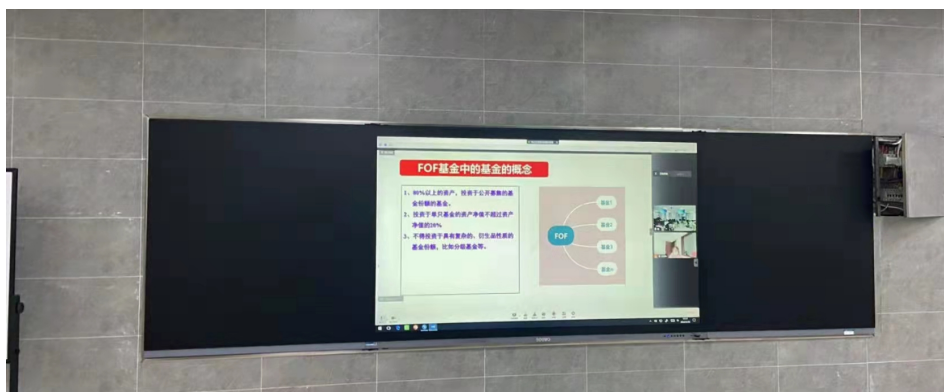 FOF基金中的基金的概念
1、80%以上的资产，投资于公开募集的基
金份额的基金。
2、投资于单只基金的资产净值不超过资产
净值的20%
3、不得投资于具有复杂的、衍生品性质的
基金份额，比如分级基金等。
FOF
基金1
基金2
基金3
基金n